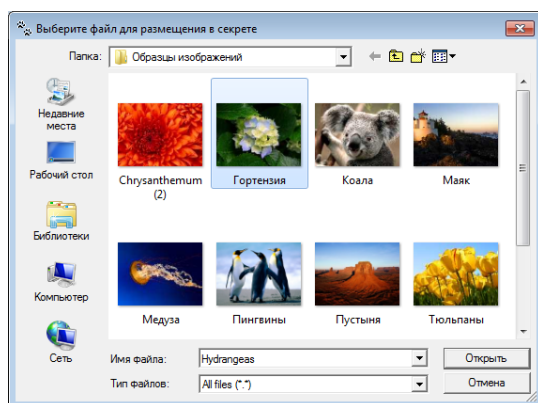 Выберите файл для размещения в секрете
Папка:
Образцы изображений
Недавние
места
Рабочий стол
Библиотеки
Компьютер
Сеть
Chrysanthemum
(2)
Гортензия
Коала
Маяк
Медуза
Пингвины
Пустыня
Тюльпаны
Имя файла:
Hydrangeas
Открыть
Тип файлов:
All files (*.*)
Отмена